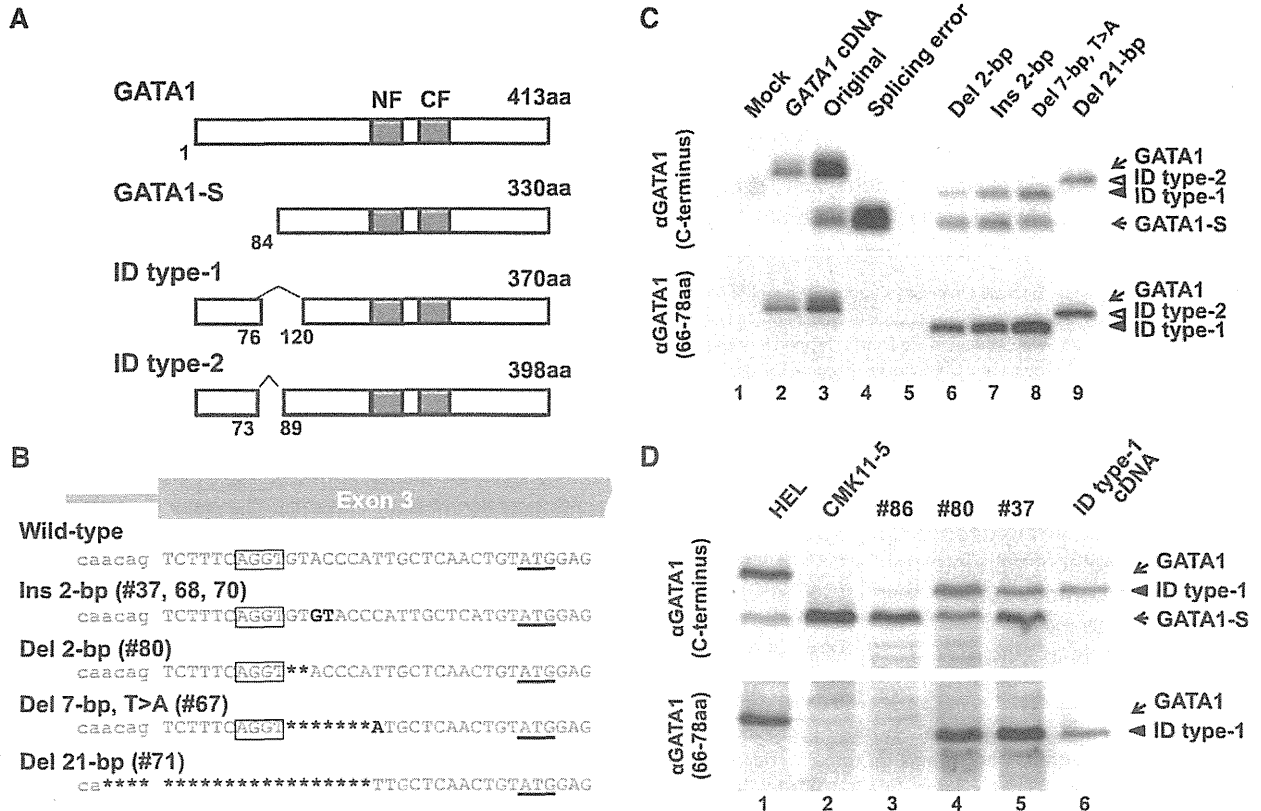 A
GATA1
NF CF
413aa
1
GATA1-S
330aa
84
ID type-1
370aa
76 120
ID type-2
398aa
73 89
B
Exon 3
Wild-type
caacag TCTTTCAGGTGTACCCATTGCTCAACTGTATGGAG
Ins 2-bp (#37, 68, 70)
caacag TCTTTCAGGTGTGTACCCATTGCTCATGTATGGAG
Del 2-bp (#80)
caacag TCTTTCAGGT**ACCCATTGCTCAACTGTATGGAG
Del 7-bp, T>A (#67)
caacag TCTTTCAGGT*******ATGCTCAACTGTATGGAG
Del 21-bp (#71)
ca**** *****************TTGCTCAACTGTATGGAG
C
Mock
GATA1 cDNA
Original
Splicing error
Del 2-bp
Ins 2-bp
Del 7-bp, T>A
Del 21-bp
αGATA1
(C-terminus)
GATA1
ID type-2
ID type-1
GATA1-S
αGATA1
(66-78aa)
GATA1
ID type-2
ID type-1
1 2 3 4 5 6 7 8 9
D
HEL
CMK11-5
#86
#80
#37
ID type-1
cDNA
αGATA1
(C-terminus)
GATA1
ID type-1
GATA1-S
αGATA1
(66-78aa)
GATA1
ID type-1
1 2 3 4 5 6